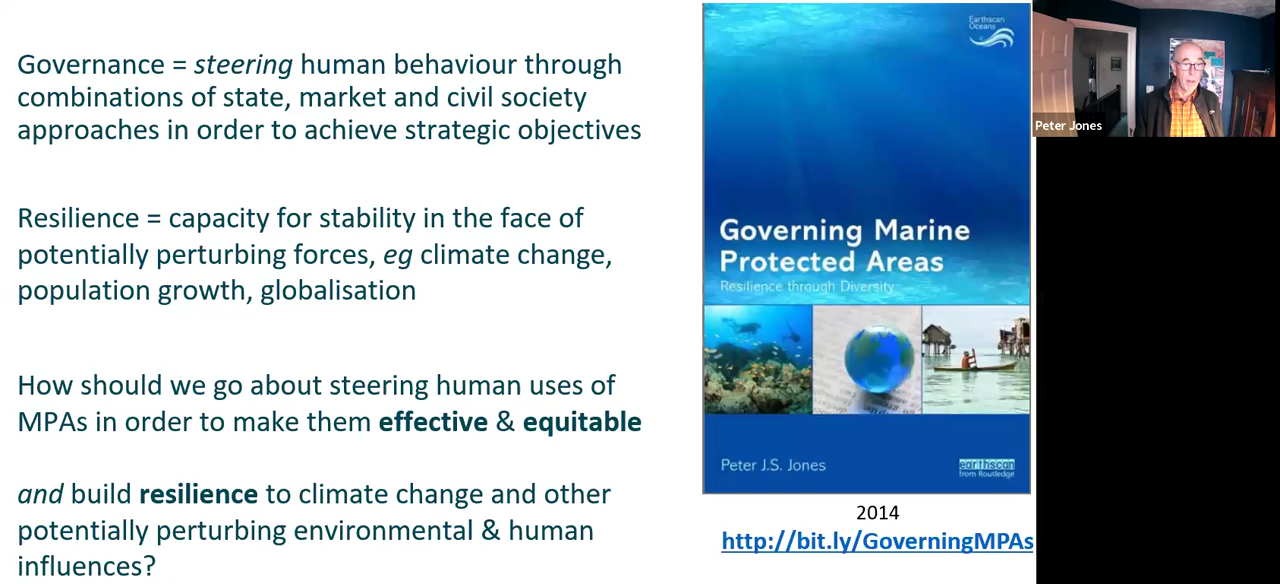 Governance = steering human behaviour through
combinations of state, market and civil society
approaches in order to achieve strategic objectives
Resilience = capacity for stability in the face of
potentially perturbing forces, eg climate change,
population growth, globalisation
How should we go about steering human uses of
MPAs in order to make them effective & equitable
and build resilience to climate change and other
potentially perturbing environmental & human
influences?
Earthscan
Oceans
Governing Marine
Protected Areas
Resilience through Diversity
Peter J.S. Jones
earthscan
from Routledge
2014
http://bit.ly/GoverningMPAs
Peter Jones